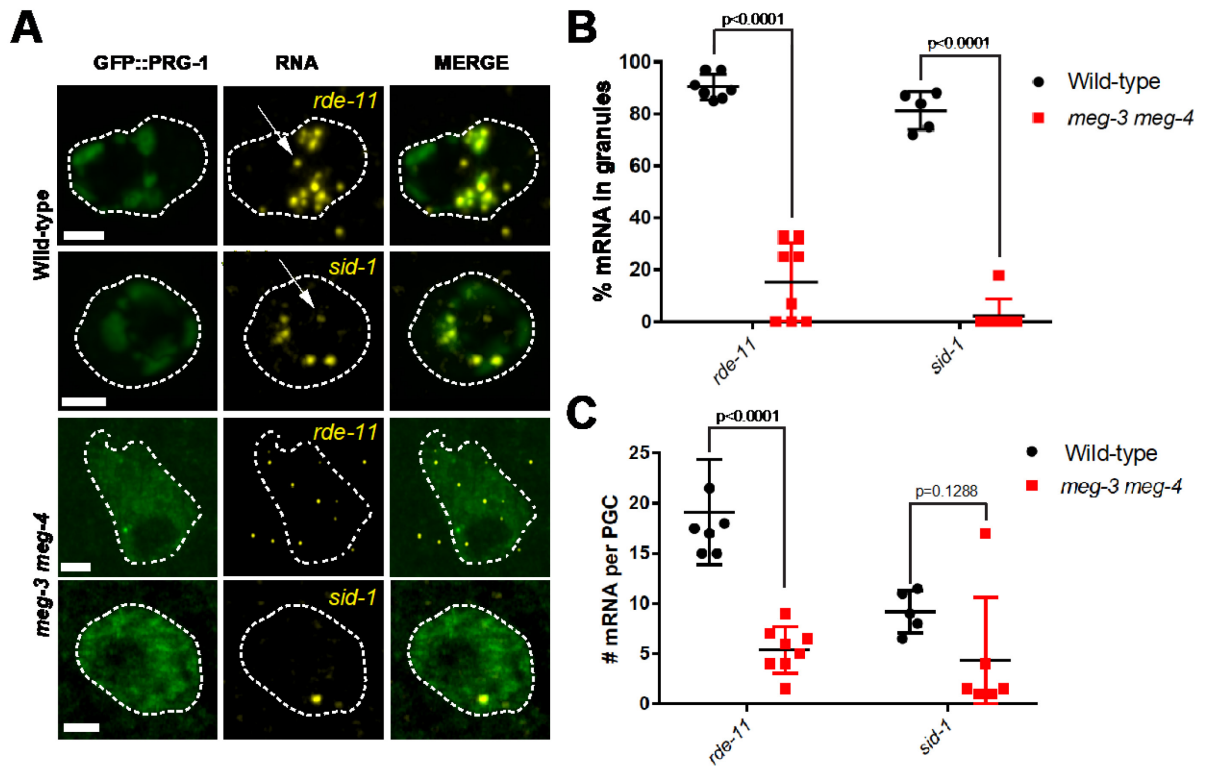 A
GFP::PRG-1 RNA MERGE
Wild-type
rde-11
sid-1
meg-3 meg-4
rde-11
sid-1
B
p<0.0001
p<0.0001
Wild-type
meg-3 meg-4
% mRNA in granules
100
80
60
40
20
0
rde-11
sid-1
C
p<0.0001
p=0.1288
Wild-type
meg-3 meg-4
# mRNA per PGC
25
20
15
10
5
0
rde-11
sid-1